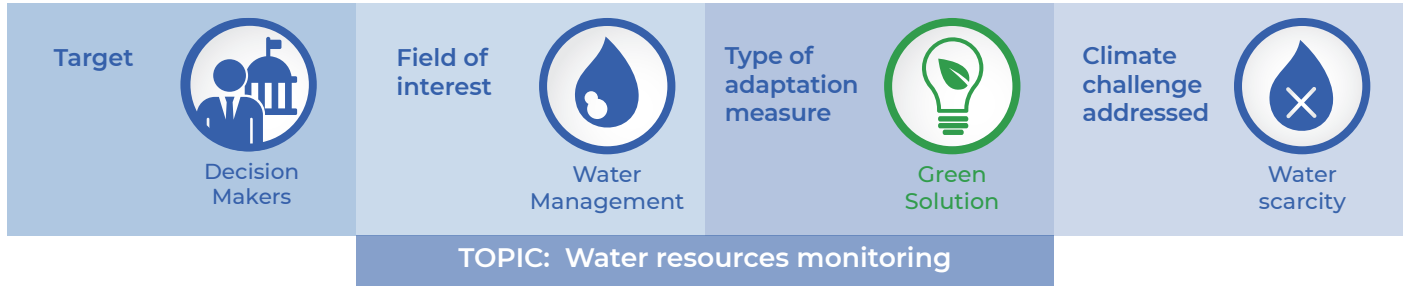 Target
Decision
Makers
Field of
interest
Water
Management
Type of
adaptation
measure
Green
Solution
Climate
challenge
addressed
Water
scarcity
TOPIC: Water resources monitoring